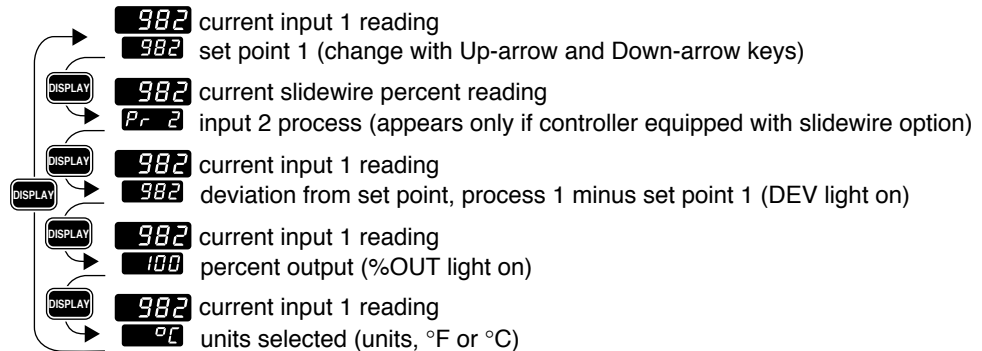 982 current input 1 reading
982 set point 1 (change with Up-arrow and Down-arrow keys)
DISPLAY
982 current slidewire percent reading
Pr 2 input 2 process (appears only if controller equipped with slidewire option)
DISPLAY
982 current input 1 reading
DISPLAY
982 deviation from set point, process 1 minus set point 1 (DEV light on)
DISPLAY
982 current input 1 reading
100 percent output (%OUT light on)
DISPLAY
982 current input 1 reading
°C units selected (units, °F or °C)